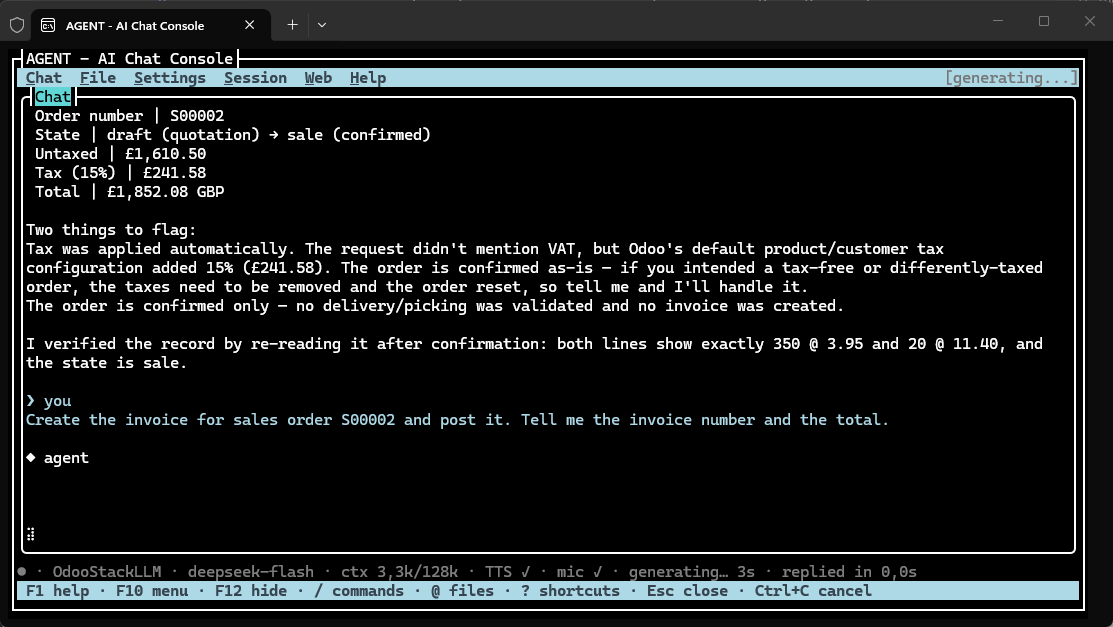 AGENT - AI Chat Console
AGENT - AI Chat Console
Chat File Settings Session Web Help [generating...]
Chat
Order number | S00002
State | draft (quotation) → sale (confirmed)
Untaxed | £1,610.50
Tax (15%) | £241.58
Total | £1,852.08 GBP
Two things to flag:
Tax was applied automatically. The request didn't mention VAT, but Odoo's default product/customer tax
configuration added 15% (£241.58). The order is confirmed as-is — if you intended a tax-free or differently-taxed
order, the taxes need to be removed and the order reset, so tell me and I'll handle it.
The order is confirmed only — no delivery/picking was validated and no invoice was created.
I verified the record by re-reading it after confirmation: both lines show exactly 350 @ 3.95 and 20 @ 11.40, and
the state is sale.
❯ you
Create the invoice for sales order S00002 and post it. Tell me the invoice number and the total.
◆ agent
● · OdooStackLLM · deepseek-flash · ctx 3,3k/128k · TTS ✓ · mic ✓ · generating… 3s · replied in 0,0s
F1 help · F10 menu · F12 hide · / commands · @ files · ? shortcuts · Esc close · Ctrl+C cancel